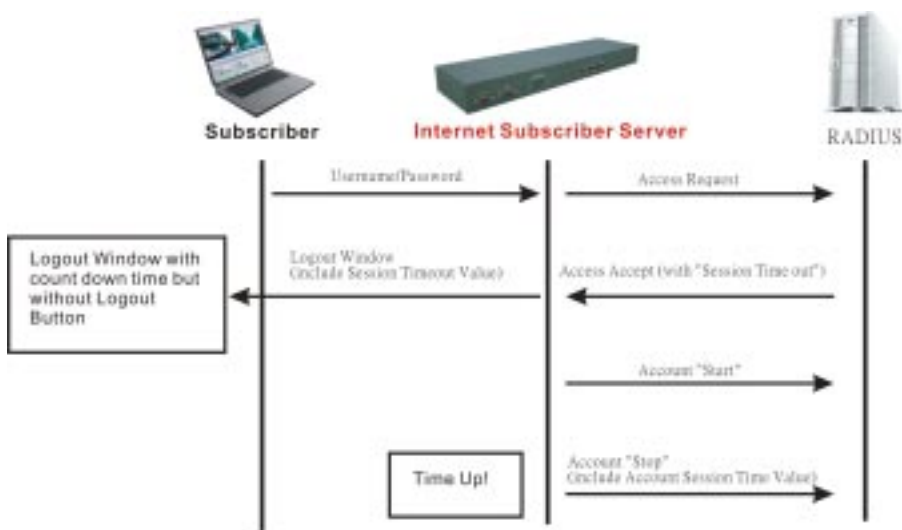 Subscriber
Internet Subscriber Server
RADIUS
Username/Password
Access Request
Logout Window with
count down time but
without Logout
Button
Logout Window
(include Session Timeout Value)
Access Accept (with "Session Time out")
Account "Start"
Time Up!
Account "Stop"
(include Account Session Time Value)